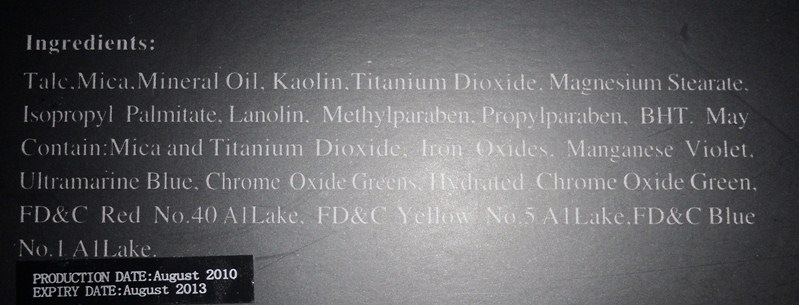 Ingredients:
Talc,Mica,Mineral Oil, Kaolin,Titanium Dioxide, Magnesium Stearate,
Isopropyl Palmitate, Lanolin, Methylparaben, Propylparaben, BHT. May
Contain:Mica and Titanium Dioxide, Iron Oxides, Manganese Violet,
Ultramarine Blue, Chrome Oxide Greens, Hydrated Chrome Oxide Green,
FD&C Red No.40 A1Lake, FD&C Yellow No.5 A1Lake,FD&C Blue
No.1 A1Lake.
PRODUCTION DATE:August 2010
EXPIRY DATE:August 2013